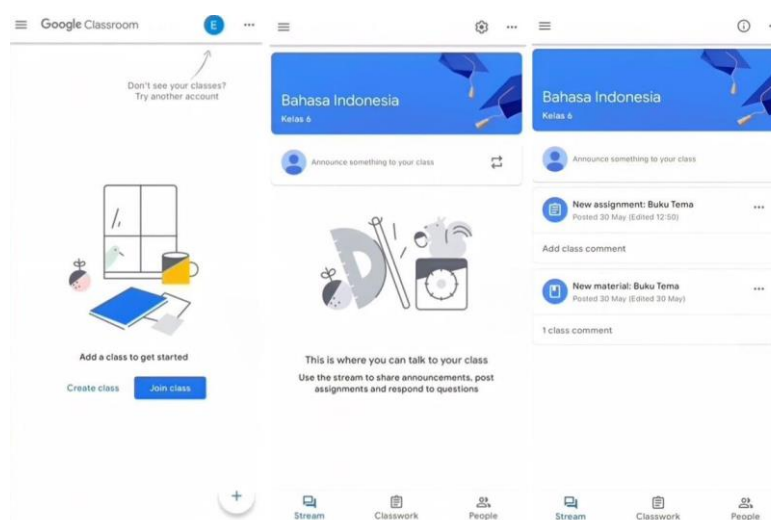 Google Classroom
E
Don't see your classes?
Try another account
Add a class to get started
Create class
Join class
+
Bahasa Indonesia
Kelas 6
Announce something to your class
This is where you can talk to your class
Use the stream to share announcements, post
assignments and respond to questions
Stream
Classwork
People
Bahasa Indonesia
Kelas 6
Announce something to your class
New assignment: Buku Tema
Posted 30 May (Edited 12:50)
Add class comment
New material: Buku Tema
Posted 30 May (Edited 30 May)
1 class comment
Stream
Classwork
People